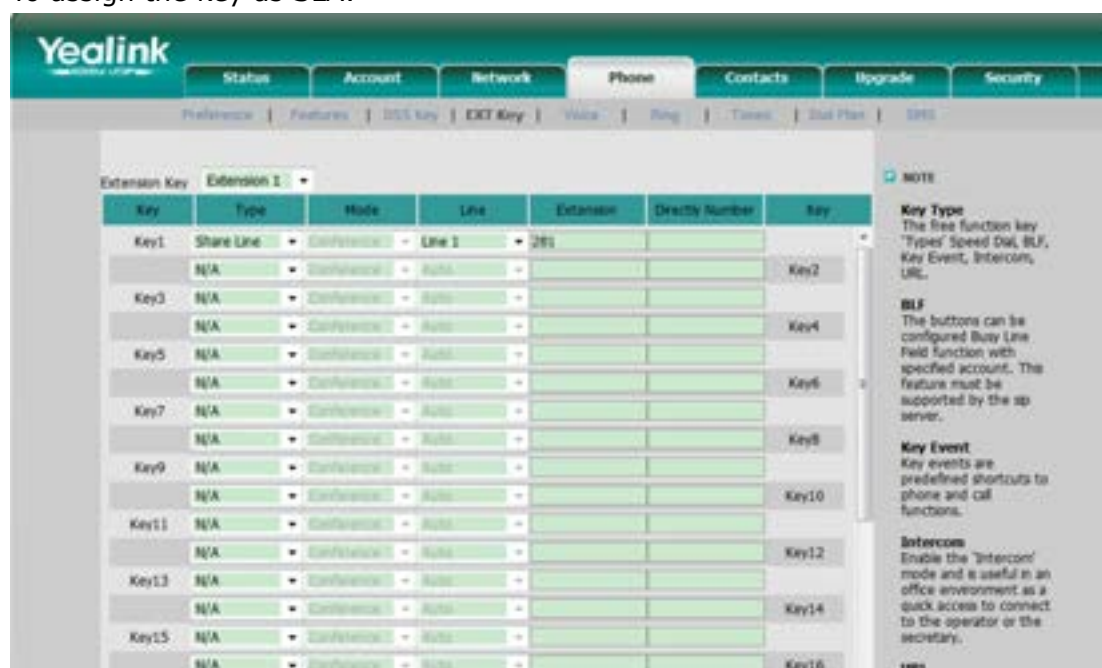 To assign the key as SLA:
Yealink
Status Account Network Phone Contacts Upgrade Security
Preference | Features | DSS Key | EXT Key | Voice | Ring | Tones | Dial Plan | SMS
Extension Key Extension 1
Key Type Mode Line Extension Directly Number Key
Key1 Share Line Conference Line 1 281
N/A Conference Auto Key2
Key3 N/A Conference Auto
N/A Conference Auto Key4
Key5 N/A Conference Auto
N/A Conference Auto Key6
Key7 N/A Conference Auto
N/A Conference Auto Key8
Key9 N/A Conference Auto
N/A Conference Auto Key10
Key11 N/A Conference Auto
N/A Conference Auto Key12
Key13 N/A Conference Auto
N/A Conference Auto Key14
Key15 N/A Conference Auto
N/A Conference Auto Key16
NOTE
Key Type
The free function key
'Types' Speed Dial, BLF,
Key Event, Intercom,
URL.
BLF
The buttons can be
configured Busy Line
Field function with
specified account. This
feature must be
supported by the sip
server.
Key Event
Key events are
predefined shortcuts to
phone and call
functions.
Intercom
Enable the 'Intercom'
mode and is useful in an
office environment as a
quick access to connect
to the operator or the
secretary.
URL